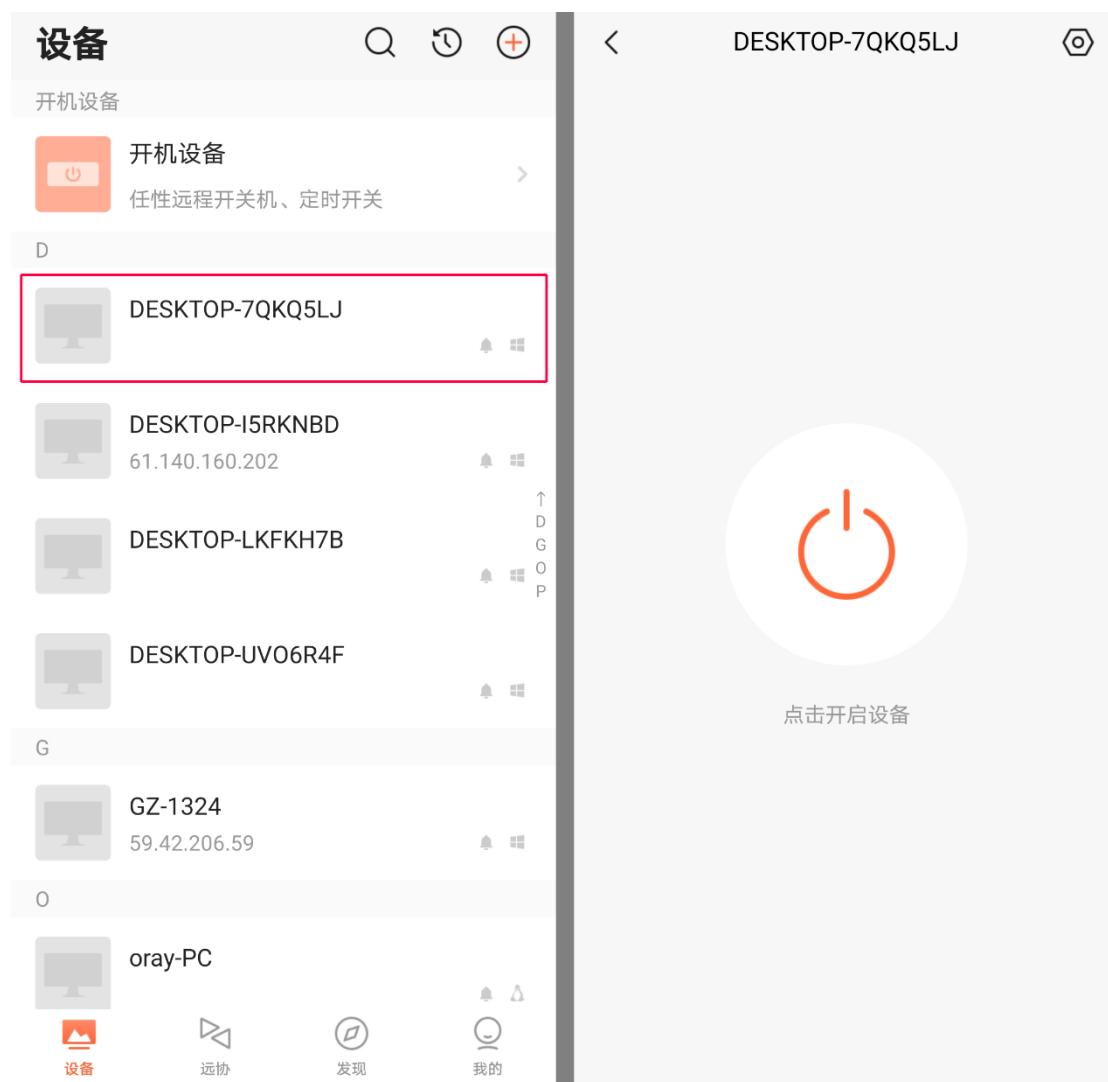 设备
开机设备
开机设备
任性远程开关机、定时开关
D
DESKTOP-7QKQ5LJ
DESKTOP-I5RKNBD
61.140.160.202
DESKTOP-LKFKH7B
DESKTOP-UVO6R4F
↑
D
G
O
P
G
GZ-1324
59.42.206.59
O
oray-PC
设备
远协
发现
我的
DESKTOP-7QKQ5LJ
点击开启设备